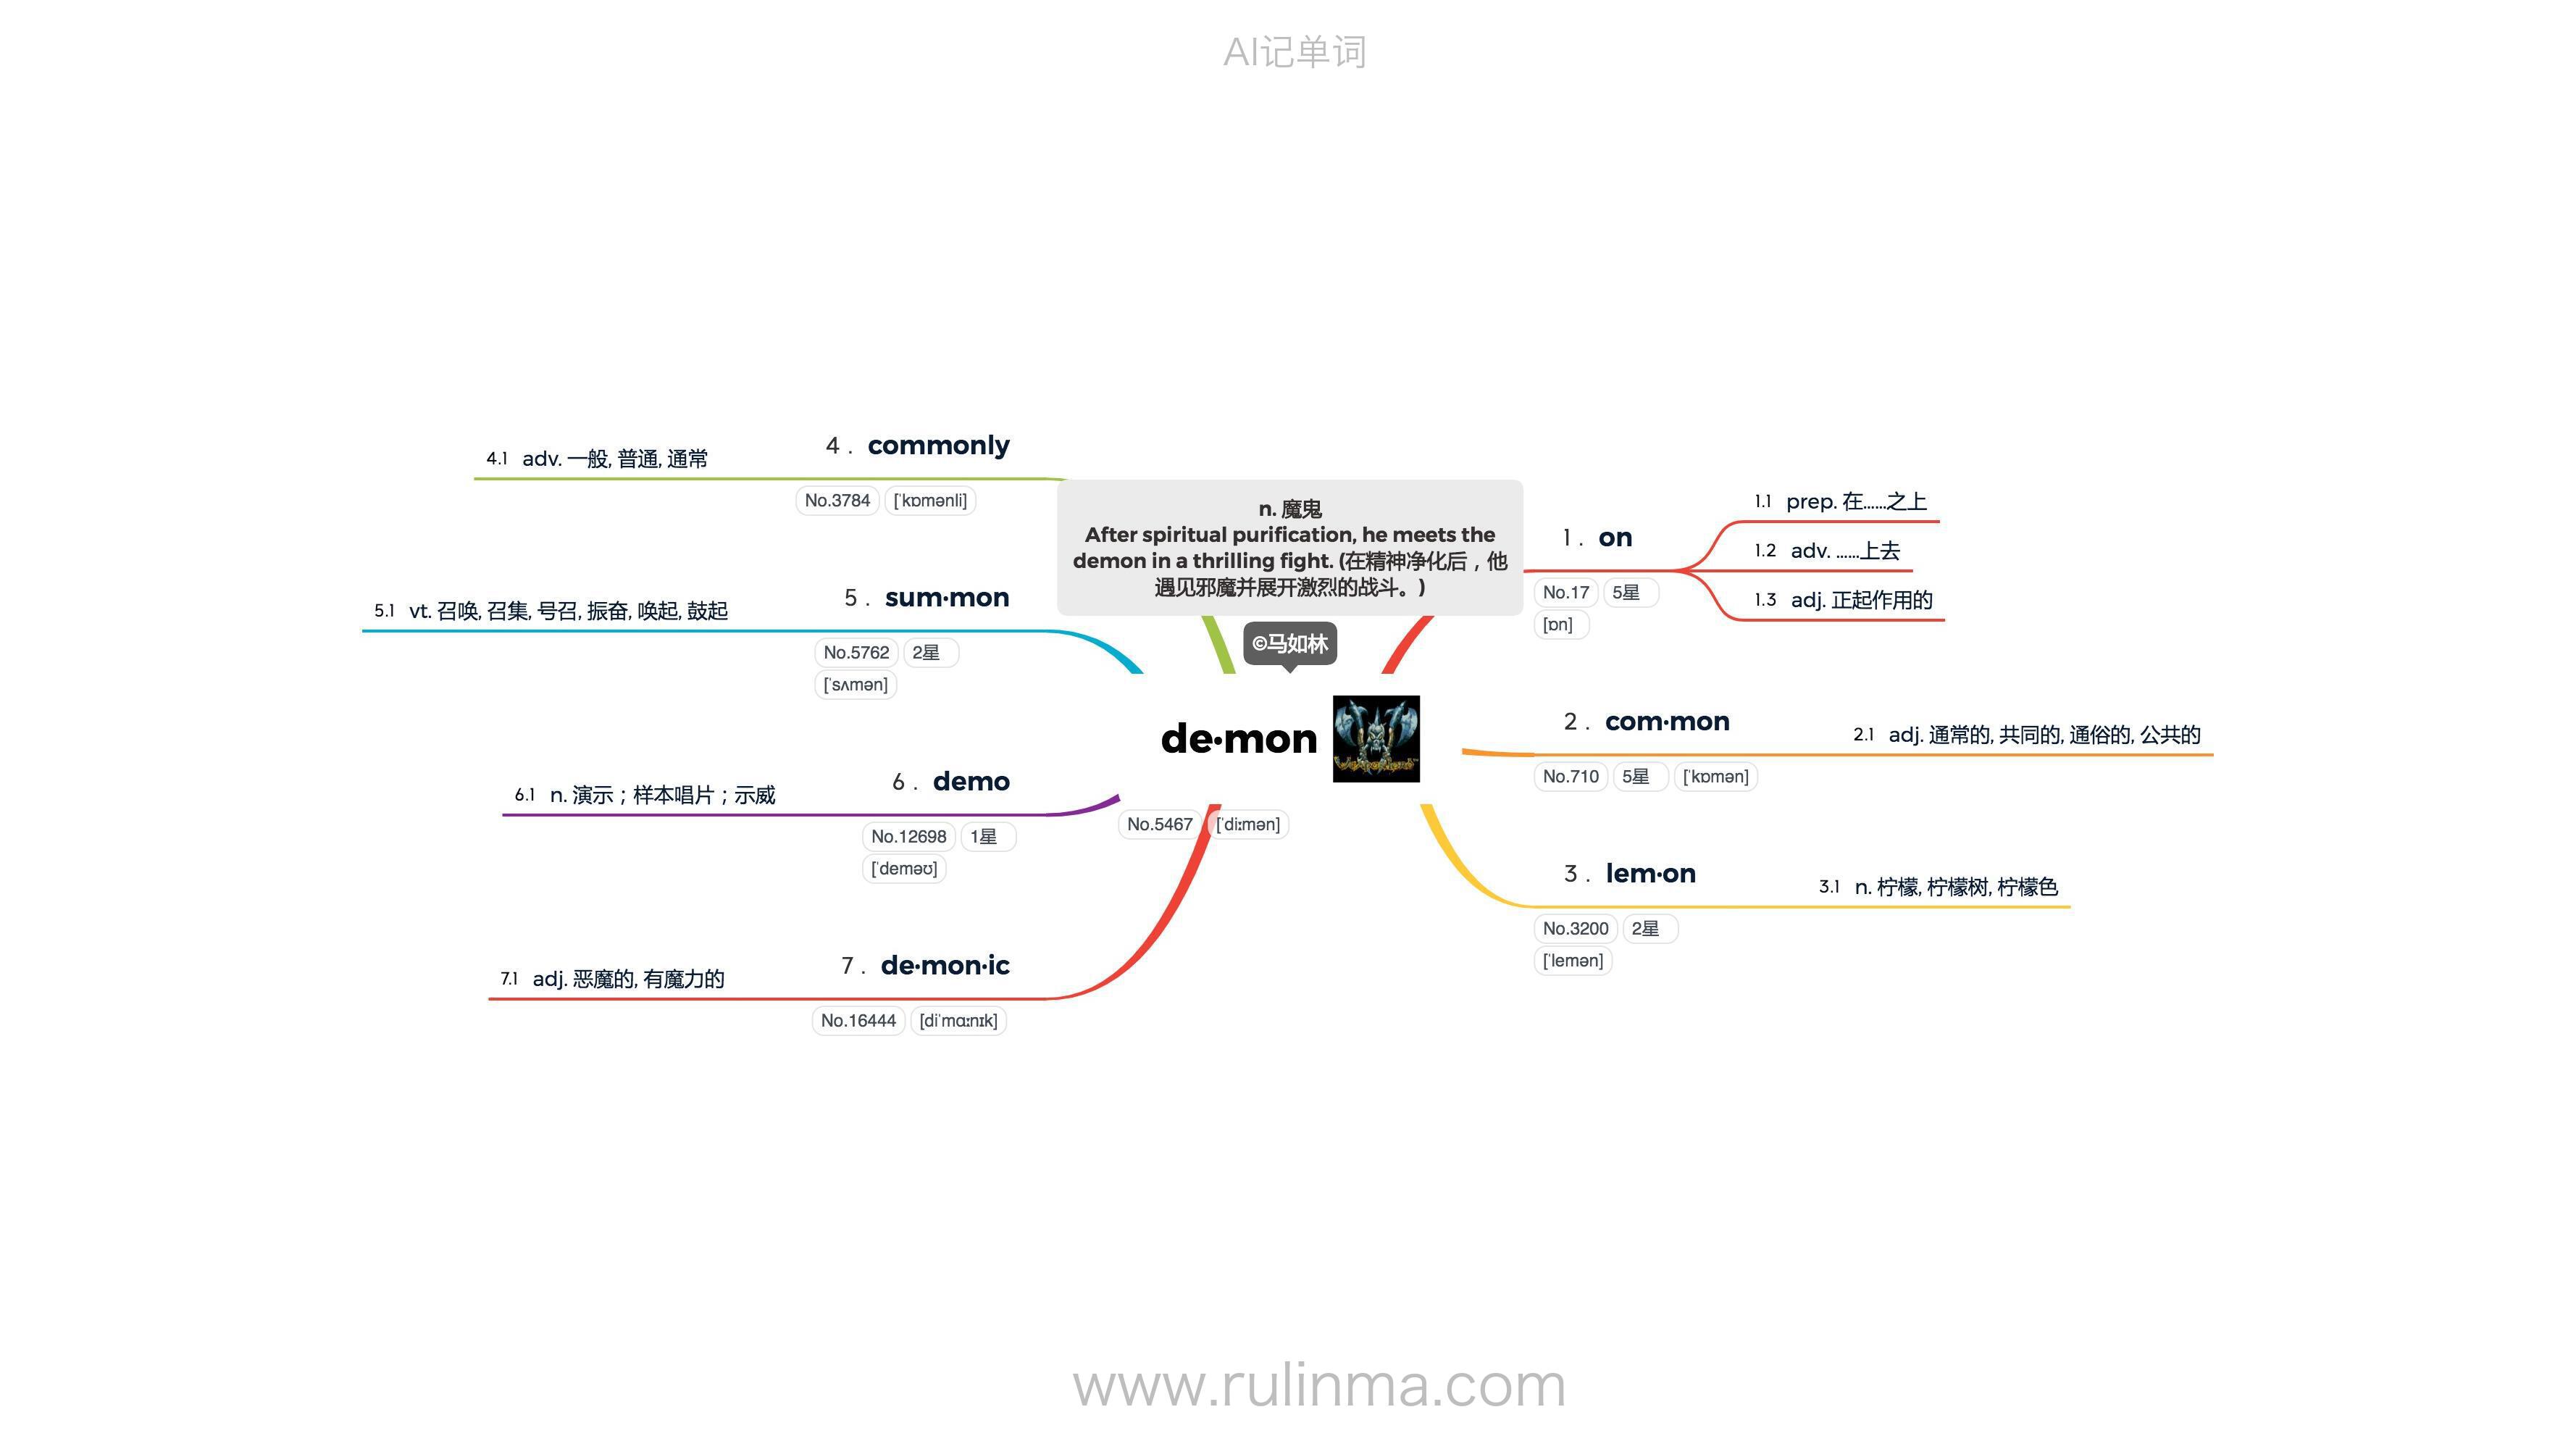 AI记单词
n. 魔鬼
After spiritual purification, he meets the
demon in a thrilling fight. (在精神净化后，他
遇见邪魔并展开激烈的战斗。)
©马如林
de·mon
No.5467 [ˈdiːmən]
1 . on
No.17 5星
[ɒn]
1.1 prep. 在......之上
1.2 adv. ......上去
1.3 adj. 正起作用的
2 . com·mon
No.710 5星 [ˈkɒmən]
2.1 adj. 通常的, 共同的, 通俗的, 公共的
3 . lem·on
No.3200 2星
[ˈlemən]
3.1 n. 柠檬, 柠檬树, 柠檬色
4 . commonly
No.3784 [ˈkɒmənli]
4.1 adv. 一般, 普通, 通常
5 . sum·mon
No.5762 2星
[ˈsʌmən]
5.1 vt. 召唤, 召集, 号召, 振奋, 唤起, 鼓起
6 . demo
No.12698 1星
[ˈdeməʊ]
6.1 n. 演示；样本唱片；示威
7 . de·mon·ic
No.16444 [diˈmɑːnɪk]
7.1 adj. 恶魔的, 有魔力的
www.rulinma.com